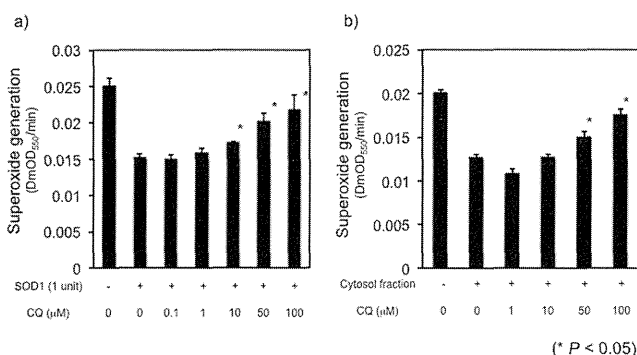 a)
Superoxide generation
(DmOD550/min)
0.03
0.025
0.02
0.015
0.01
0.005
0
*
*
*
SOD1 (1 unit) - + + + + + +
CQ (μM) 0 0 0.1 1 10 50 100
b)
Superoxide generation
(DmOD550/min)
0.025
0.02
0.015
0.01
0.005
0
*
*
Cytosol fraction - + + + + +
CQ (μM) 0 0 1 10 50 100
(* P < 0.05)